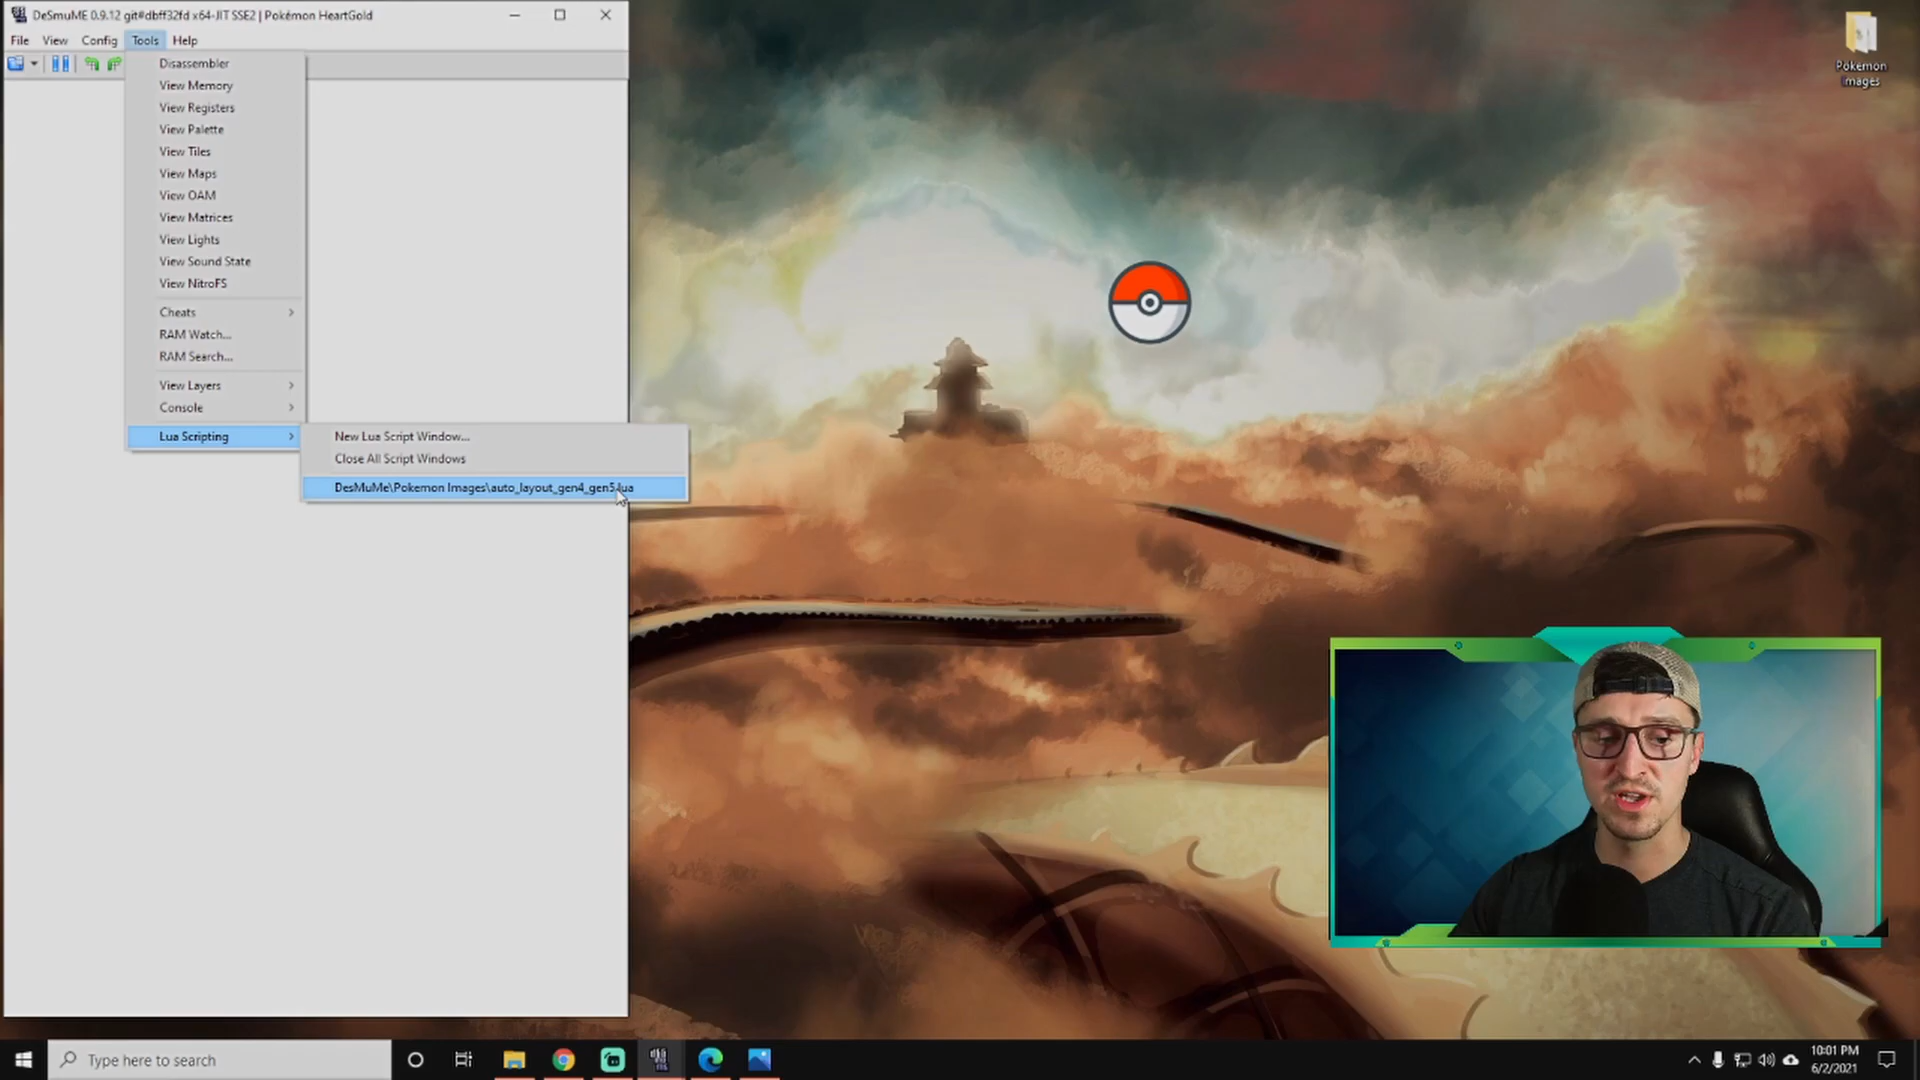 DeSmuME 0.9.12 git#dbff32fd x64-JIT SSE2 | Pokémon HeartGold
File View Config Tools Help
Disassembler
View Memory
View Registers
View Palette
View Tiles
View Maps
View OAM
View Matrices
View Lights
View Sound State
View NitroFS
Cheats
RAM Watch...
RAM Search...
View Layers
Console
Lua Scripting
New Lua Script Window...
Close All Script Windows
DesMuMe\Pokemon Images\auto_layout_gen4_gen5.lua
Pokemon
Images
Type here to search
10:01 PM
6/2/2021